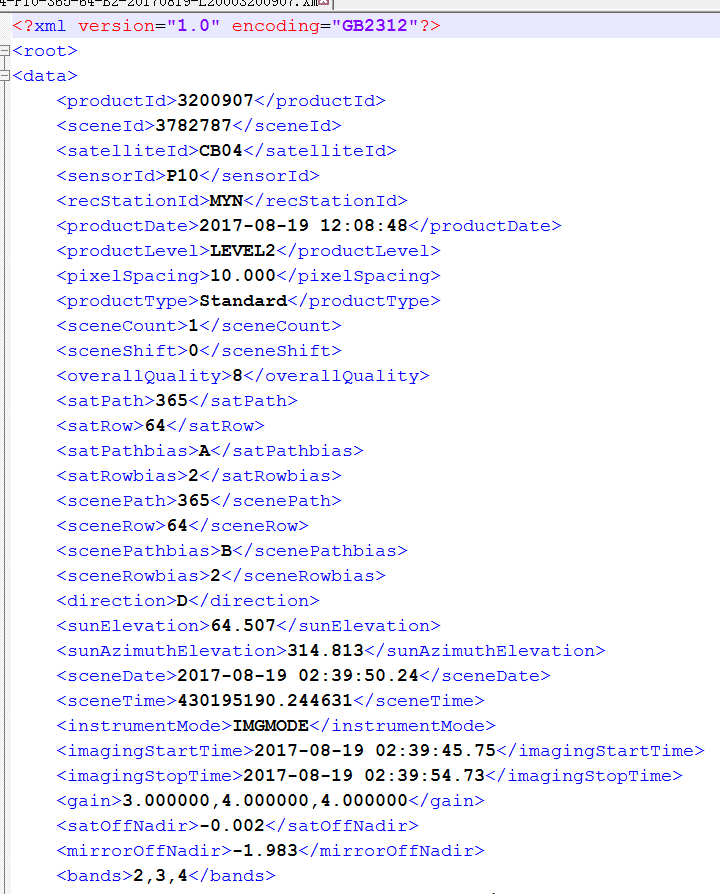 4-P10-365-64-B2-20170819-L20003200907.xml
<?xml version="1.0" encoding="GB2312"?>
<root>
<data>
<productId>3200907</productId>
<sceneId>3782787</sceneId>
<satelliteId>CB04</satelliteId>
<sensorId>P10</sensorId>
<recStationId>MYN</recStationId>
<productDate>2017-08-19 12:08:48</productDate>
<productLevel>LEVEL2</productLevel>
<pixelSpacing>10.000</pixelSpacing>
<productType>Standard</productType>
<sceneCount>1</sceneCount>
<sceneShift>0</sceneShift>
<overallQuality>8</overallQuality>
<satPath>365</satPath>
<satRow>64</satRow>
<satPathbias>A</satPathbias>
<satRowbias>2</satRowbias>
<scenePath>365</scenePath>
<sceneRow>64</sceneRow>
<scenePathbias>B</scenePathbias>
<sceneRowbias>2</sceneRowbias>
<direction>D</direction>
<sunElevation>64.507</sunElevation>
<sunAzimuthElevation>314.813</sunAzimuthElevation>
<sceneDate>2017-08-19 02:39:50.24</sceneDate>
<sceneTime>430195190.244631</sceneTime>
<instrumentMode>IMGMODE</instrumentMode>
<imagingStartTime>2017-08-19 02:39:45.75</imagingStartTime>
<imagingStopTime>2017-08-19 02:39:54.73</imagingStopTime>
<gain>3.000000,4.000000,4.000000</gain>
<satOffNadir>-0.002</satOffNadir>
<mirrorOffNadir>-1.983</mirrorOffNadir>
<bands>2,3,4</bands>